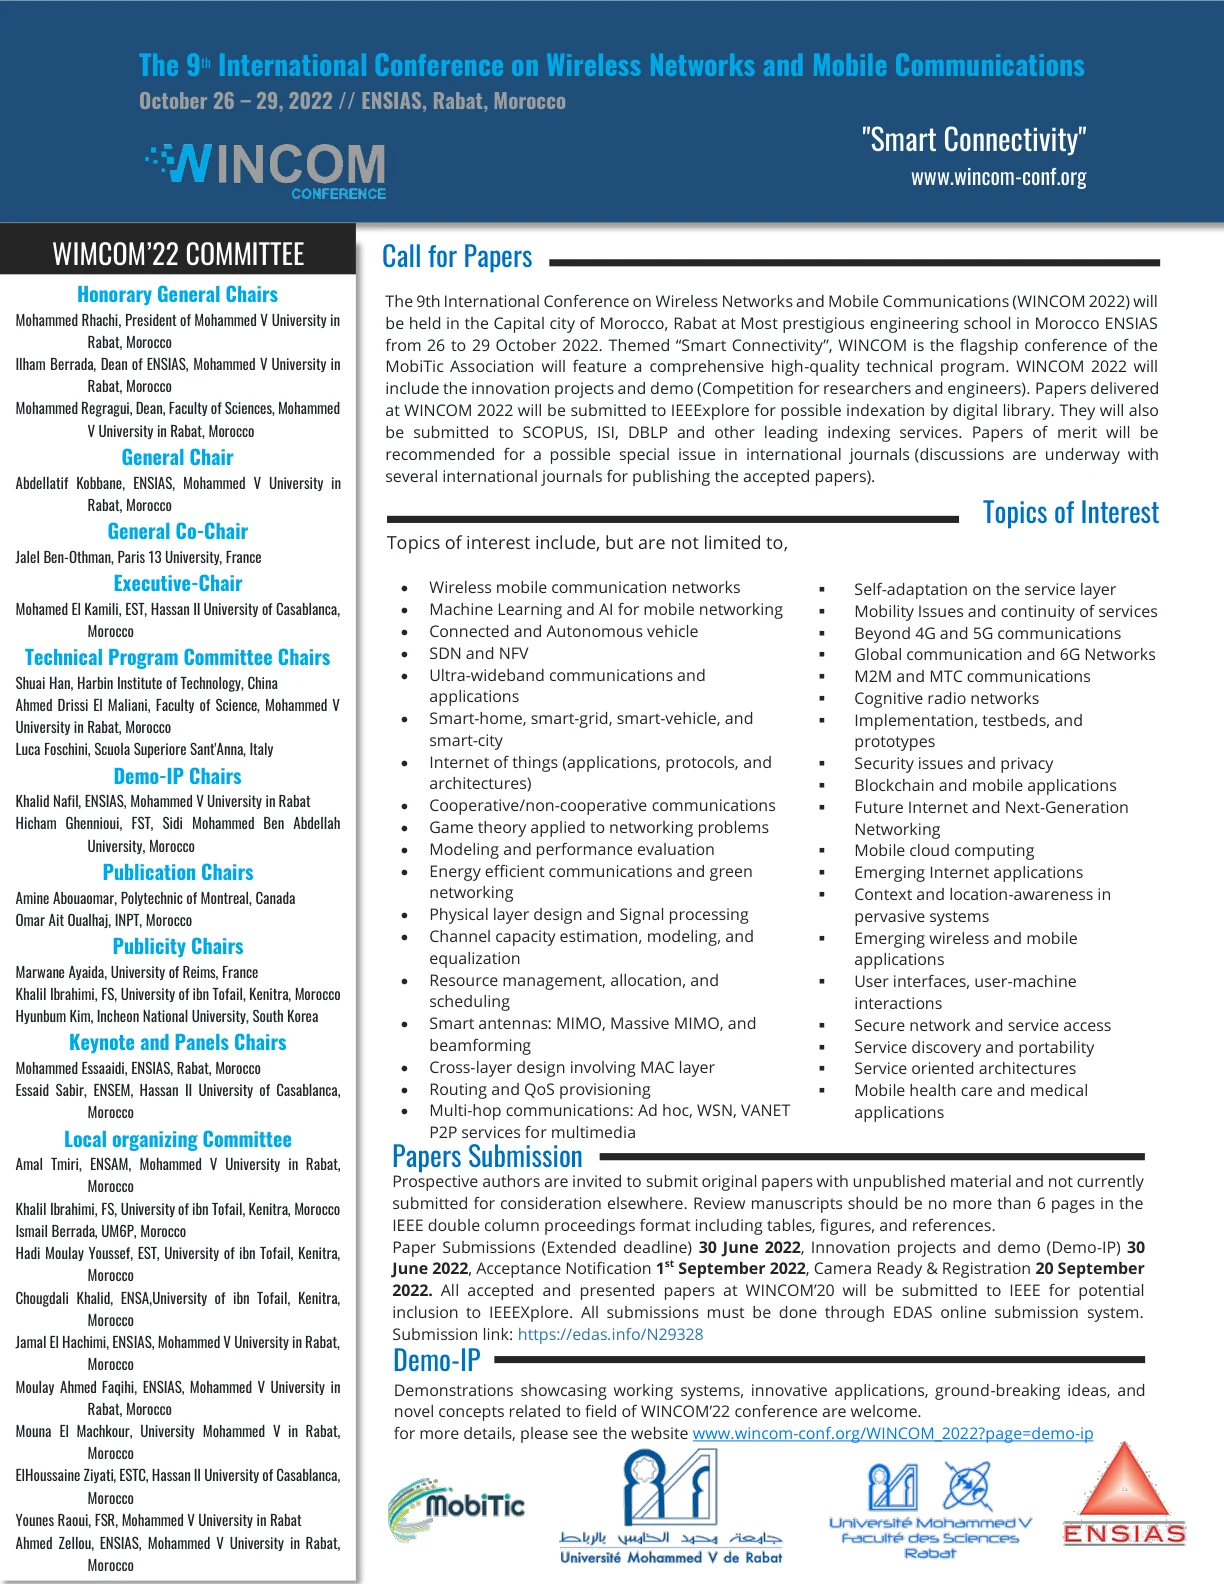 The 9th International Conference on Wireless Networks and Mobile Communications
October 26 – 29, 2022 // ENSIAS, Rabat, Morocco
"Smart Connectivity"
www.wincom-conf.org
WINCOM
CONFERENCE
WIMCOM’22 COMMITTEE
Honorary General Chairs
Mohammed Rhachi, President of Mohammed V University in
Rabat, Morocco
Ilham Berrada, Dean of ENSIAS, Mohammed V University in
Rabat, Morocco
Mohammed Regragui, Dean, Faculty of Sciences, Mohammed
V University in Rabat, Morocco
General Chair
Abdellatif Kobbane, ENSIAS, Mohammed V University in
Rabat, Morocco
General Co-Chair
Jalel Ben-Othman, Paris 13 University, France
Executive-Chair
Mohamed El Kamili, EST, Hassan II University of Casablanca,
Morocco
Technical Program Committee Chairs
Shuai Han, Harbin Institute of Technology, China
Ahmed Drissi El Maliani, Faculty of Science, Mohammed V
University in Rabat, Morocco
Luca Foschini, Scuola Superiore Sant'Anna, Italy
Demo-IP Chairs
Khalid Nafil, ENSIAS, Mohammed V University in Rabat
Hicham Ghennioui, FST, Sidi Mohammed Ben Abdellah
University, Morocco
Publication Chairs
Amine Abouaomar, Polytechnic of Montreal, Canada
Omar Ait Oualhaj, INPT, Morocco
Publicity Chairs
Marwane Ayaida, University of Reims, France
Khalil Ibrahimi, FS, University of ibn Tofail, Kenitra, Morocco
Hyunbum Kim, Incheon National University, South Korea
Keynote and Panels Chairs
Mohammed Essaaidi, ENSIAS, Rabat, Morocco
Essaid Sabir, ENSEM, Hassan II University of Casablanca,
Morocco
Local organizing Committee
Amal Tmiri, ENSAM, Mohammed V University in Rabat,
Morocco
Khalil Ibrahimi, FS, University of ibn Tofail, Kenitra, Morocco
Ismail Berrada, UM6P, Morocco
Hadi Moulay Youssef, EST, University of ibn Tofail, Kenitra,
Morocco
Chougdali Khalid, ENSA,University of ibn Tofail, Kenitra,
Morocco
Jamal El Hachimi, ENSIAS, Mohammed V University in Rabat,
Morocco
Moulay Ahmed Faqihi, ENSIAS, Mohammed V University in
Rabat, Morocco
Mouna El Machkour, University Mohammed V in Rabat,
Morocco
ElHoussaine Ziyati, ESTC, Hassan II University of Casablanca,
Morocco
Younes Raoui, FSR, Mohammed V University in Rabat
Ahmed Zellou, ENSIAS, Mohammed V University in Rabat,
Morocco
Call for Papers
The 9th International Conference on Wireless Networks and Mobile Communications (WINCOM 2022) will
be held in the Capital city of Morocco, Rabat at Most prestigious engineering school in Morocco ENSIAS
from 26 to 29 October 2022. Themed “Smart Connectivity”, WINCOM is the flagship conference of the
MobiTic Association will feature a comprehensive high-quality technical program. WINCOM 2022 will
include the innovation projects and demo (Competition for researchers and engineers). Papers delivered
at WINCOM 2022 will be submitted to IEEExplore for possible indexation by digital library. They will also
be submitted to SCOPUS, ISI, DBLP and other leading indexing services. Papers of merit will be
recommended for a possible special issue in international journals (discussions are underway with
several international journals for publishing the accepted papers).
Topics of Interest
Topics of interest include, but are not limited to,
• Wireless mobile communication networks
• Machine Learning and AI for mobile networking
• Connected and Autonomous vehicle
• SDN and NFV
• Ultra-wideband communications and
applications
• Smart-home, smart-grid, smart-vehicle, and
smart-city
• Internet of things (applications, protocols, and
architectures)
• Cooperative/non-cooperative communications
• Game theory applied to networking problems
• Modeling and performance evaluation
• Energy efficient communications and green
networking
• Physical layer design and Signal processing
• Channel capacity estimation, modeling, and
equalization
• Resource management, allocation, and
scheduling
• Smart antennas: MIMO, Massive MIMO, and
beamforming
• Cross-layer design involving MAC layer
• Routing and QoS provisioning
• Multi-hop communications: Ad hoc, WSN, VANET
P2P services for multimedia
▪ Self-adaptation on the service layer
▪ Mobility Issues and continuity of services
▪ Beyond 4G and 5G communications
▪ Global communication and 6G Networks
▪ M2M and MTC communications
▪ Cognitive radio networks
▪ Implementation, testbeds, and
prototypes
▪ Security issues and privacy
▪ Blockchain and mobile applications
▪ Future Internet and Next-Generation
Networking
▪ Mobile cloud computing
▪ Emerging Internet applications
▪ Context and location-awareness in
pervasive systems
▪ Emerging wireless and mobile
applications
▪ User interfaces, user-machine
interactions
▪ Secure network and service access
▪ Service discovery and portability
▪ Service oriented architectures
▪ Mobile health care and medical
applications
Papers Submission
Prospective authors are invited to submit original papers with unpublished material and not currently
submitted for consideration elsewhere. Review manuscripts should be no more than 6 pages in the
IEEE double column proceedings format including tables, figures, and references.
Paper Submissions (Extended deadline) 30 June 2022, Innovation projects and demo (Demo-IP) 30
June 2022, Acceptance Notification 1st September 2022, Camera Ready & Registration 20 September
2022. All accepted and presented papers at WINCOM’20 will be submitted to IEEE for potential
inclusion to IEEEXplore. All submissions must be done through EDAS online submission system.
Submission link: https://edas.info/N29328
Demo-IP
Demonstrations showcasing working systems, innovative applications, ground-breaking ideas, and
novel concepts related to field of WINCOM’22 conference are welcome.
for more details, please see the website www.wincom-conf.org/WINCOM_2022?page=demo-ip
MobiTic
جامعة محمد الخامس بالرباط
Université Mohammed V de Rabat
Université Mohammed V
Faculté des Sciences
Rabat
ENSIAS